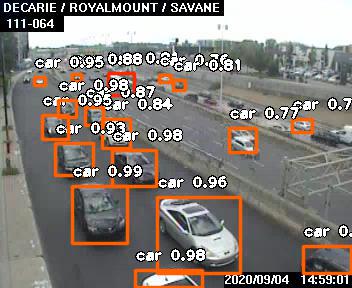 DECARIE / ROYALMOUNT / SAVANE
111-064
car 0.95
0.88
car 0.81
car 0.98
0.87
car 0.95
car 0.84
car 0.77
car 0.93
car 0.98
car 0.99
car 0.96
car 0.98
2020/09/04 14:59:01